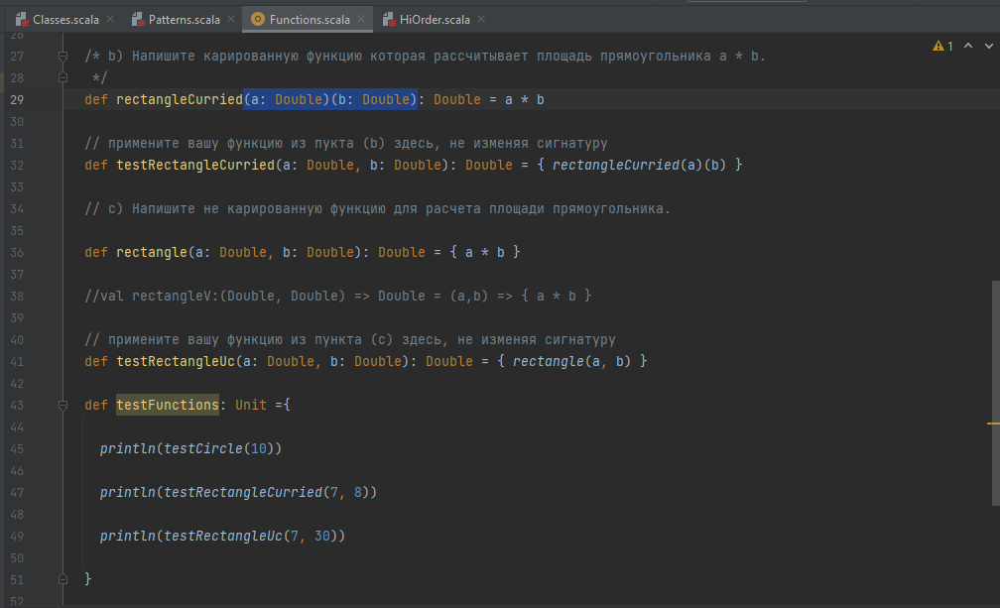 Classes.scala Patterns.scala Functions.scala HiOrder.scala
26
27 /* b) Напишите карированную функцию которая рассчитывает площадь прямоугольника a * b. 1
28 */
29 def rectangleCurried(a: Double)(b: Double): Double = a * b
30
31 // примените вашу функцию из пукта (b) здесь, не изменяя сигнатуру
32 def testRectangleCurried(a: Double, b: Double): Double = { rectangleCurried(a)(b) }
33
34 // c) Напишите не карированную функцию для расчета площади прямоугольника.
35
36 def rectangle(a: Double, b: Double): Double = { a * b }
37
38 //val rectangleV:(Double, Double) => Double = (a,b) => { a * b }
39
40 // примените вашу функцию из пункта (c) здесь, не изменяя сигнатуру
41 def testRectangleUc(a: Double, b: Double): Double = { rectangle(a, b) }
42
43 def testFunctions: Unit ={
44
45 println(testCircle(10))
46
47 println(testRectangleCurried(7, 8))
48
49 println(testRectangleUc(7, 30))
50
51 }
52